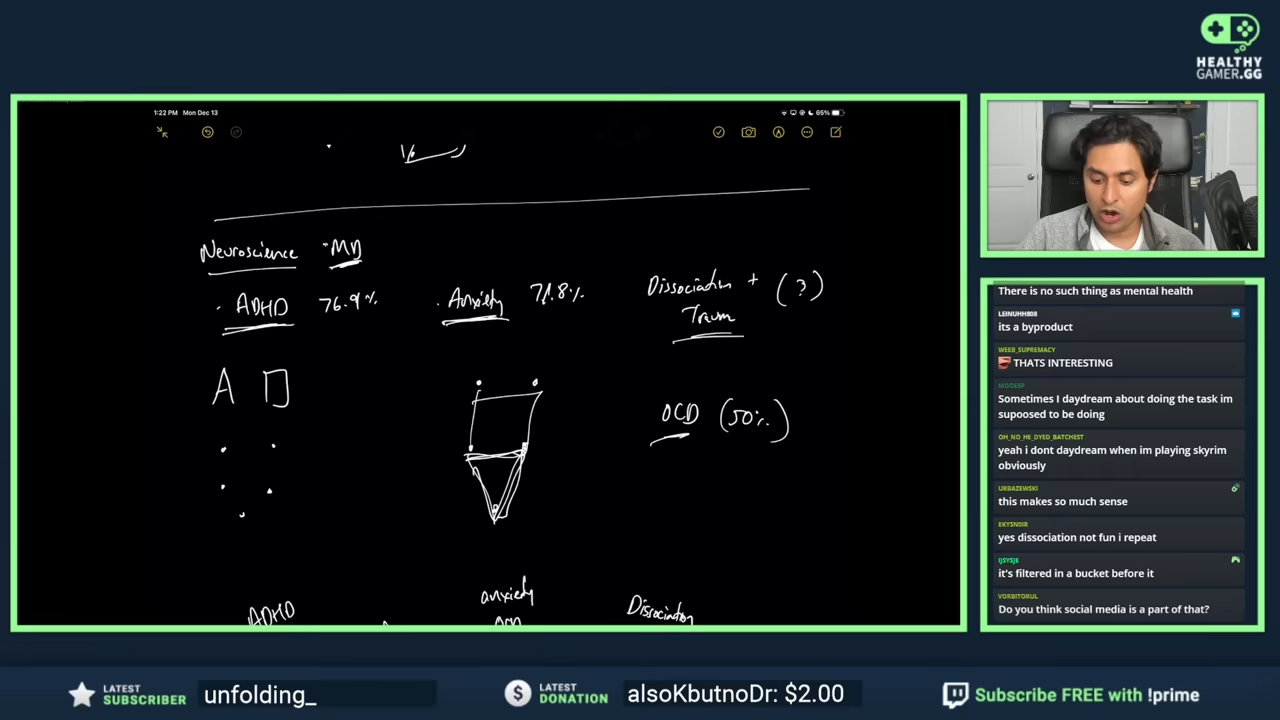 HEALTHY
GAMER.GG
1:22 PM Mon Dec 13
65%
Neuroscience MD
ADHD 76.9%
Anxiety 71.8%
Dissociation + (?)
Traum
A D
OCD (50%)
anxiety
ADHD
OCD
Dissociation
There is no such thing as mental health
LEINUHH808
its a byproduct
WEEB_SUPREMACY
THATS INTERESTING
MODEEP
Sometimes I daydream about doing the task im
suposed to be doing
OH_NO_HE_DYED_BATCHEST
yeah i dont daydream when im playing skyrim
obviously
URBAZEWSKI
this makes so much sense
EKYSN0IR
yes dissociation not fun i repeat
IJSYSJE
it's filtered in a bucket before it
VORBITORUL
Do you think social media is a part of that?
LATEST
SUBSCRIBER
unfolding_
LATEST
DONATION
alsoKbutnoDr: $2.00
Subscribe FREE with !prime